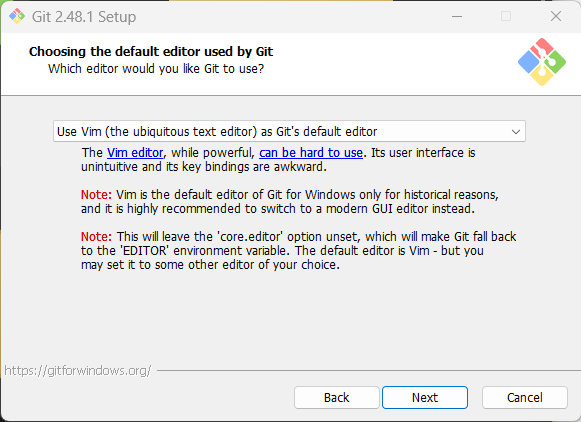 Git 2.48.1 Setup
Choosing the default editor used by Git
Which editor would you like Git to use?
Use Vim (the ubiquitous text editor) as Git's default editor
The Vim editor, while powerful, can be hard to use. Its user interface is
unintuitive and its key bindings are awkward.
Note: Vim is the default editor of Git for Windows only for historical reasons,
and it is highly recommended to switch to a modern GUI editor instead.
Note: This will leave the 'core.editor' option unset, which will make Git fall back
to the 'EDITOR' environment variable. The default editor is Vim - but you
may set it to some other editor of your choice.
https://gitforwindows.org/
Back Next Cancel